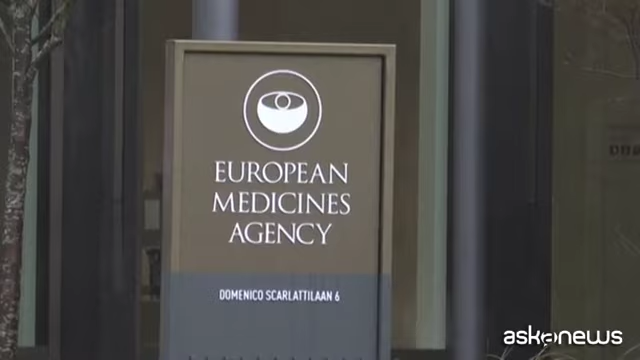 EUROPEAN
MEDICINES
AGENCY
DOMENICO SCARLATTILAAN 6
askanews